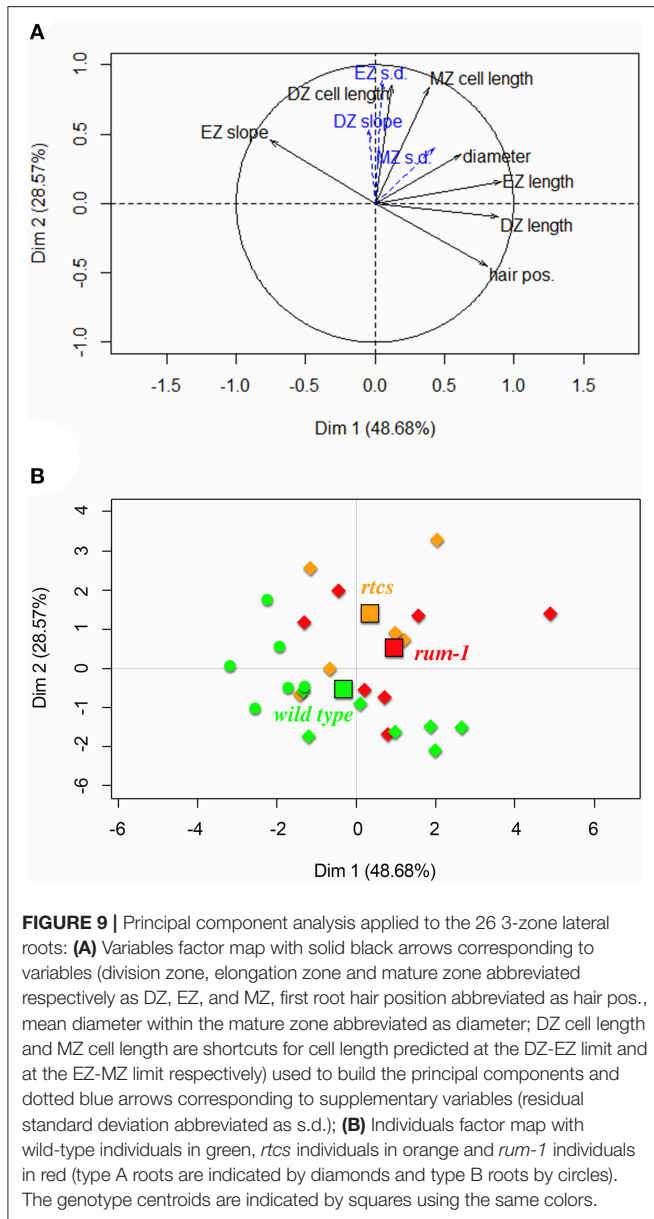 A
1.0
0.5
0.0
-0.5
-1.0
Dim 2 (28.57%)
EZ s.d.
MZ cell length
DZ cell length
DZ slope
EZ slope
MZ s.d.
diameter
EZ length
DZ length
hair pos.
-1.5 -1.0 -0.5 0.0 0.5 1.0 1.5
Dim 1 (48.68%)
B
4
3
2
1
0
-1
-2
-6
Dim 2 (28.57%)
rtcs
rum-1
wild type
-6 -4 -2 0 2 4 6
Dim 1 (48.68%)
FIGURE 9 | Principal component analysis applied to the 26 3-zone lateral
roots: (A) Variables factor map with solid black arrows corresponding to
variables (division zone, elongation zone and mature zone abbreviated
respectively as DZ, EZ, and MZ, first root hair position abbreviated as hair pos.,
mean diameter within the mature zone abbreviated as diameter; DZ cell length
and MZ cell length are shortcuts for cell length predicted at the DZ-EZ limit and
at the EZ-MZ limit respectively) used to build the principal components and
dotted blue arrows corresponding to supplementary variables (residual
standard deviation abbreviated as s.d.); (B) Individuals factor map with
wild-type individuals in green, rtcs individuals in orange and rum-1 individuals
in red (type A roots are indicated by diamonds and type B roots by circles).
The genotype centroids are indicated by squares using the same colors.